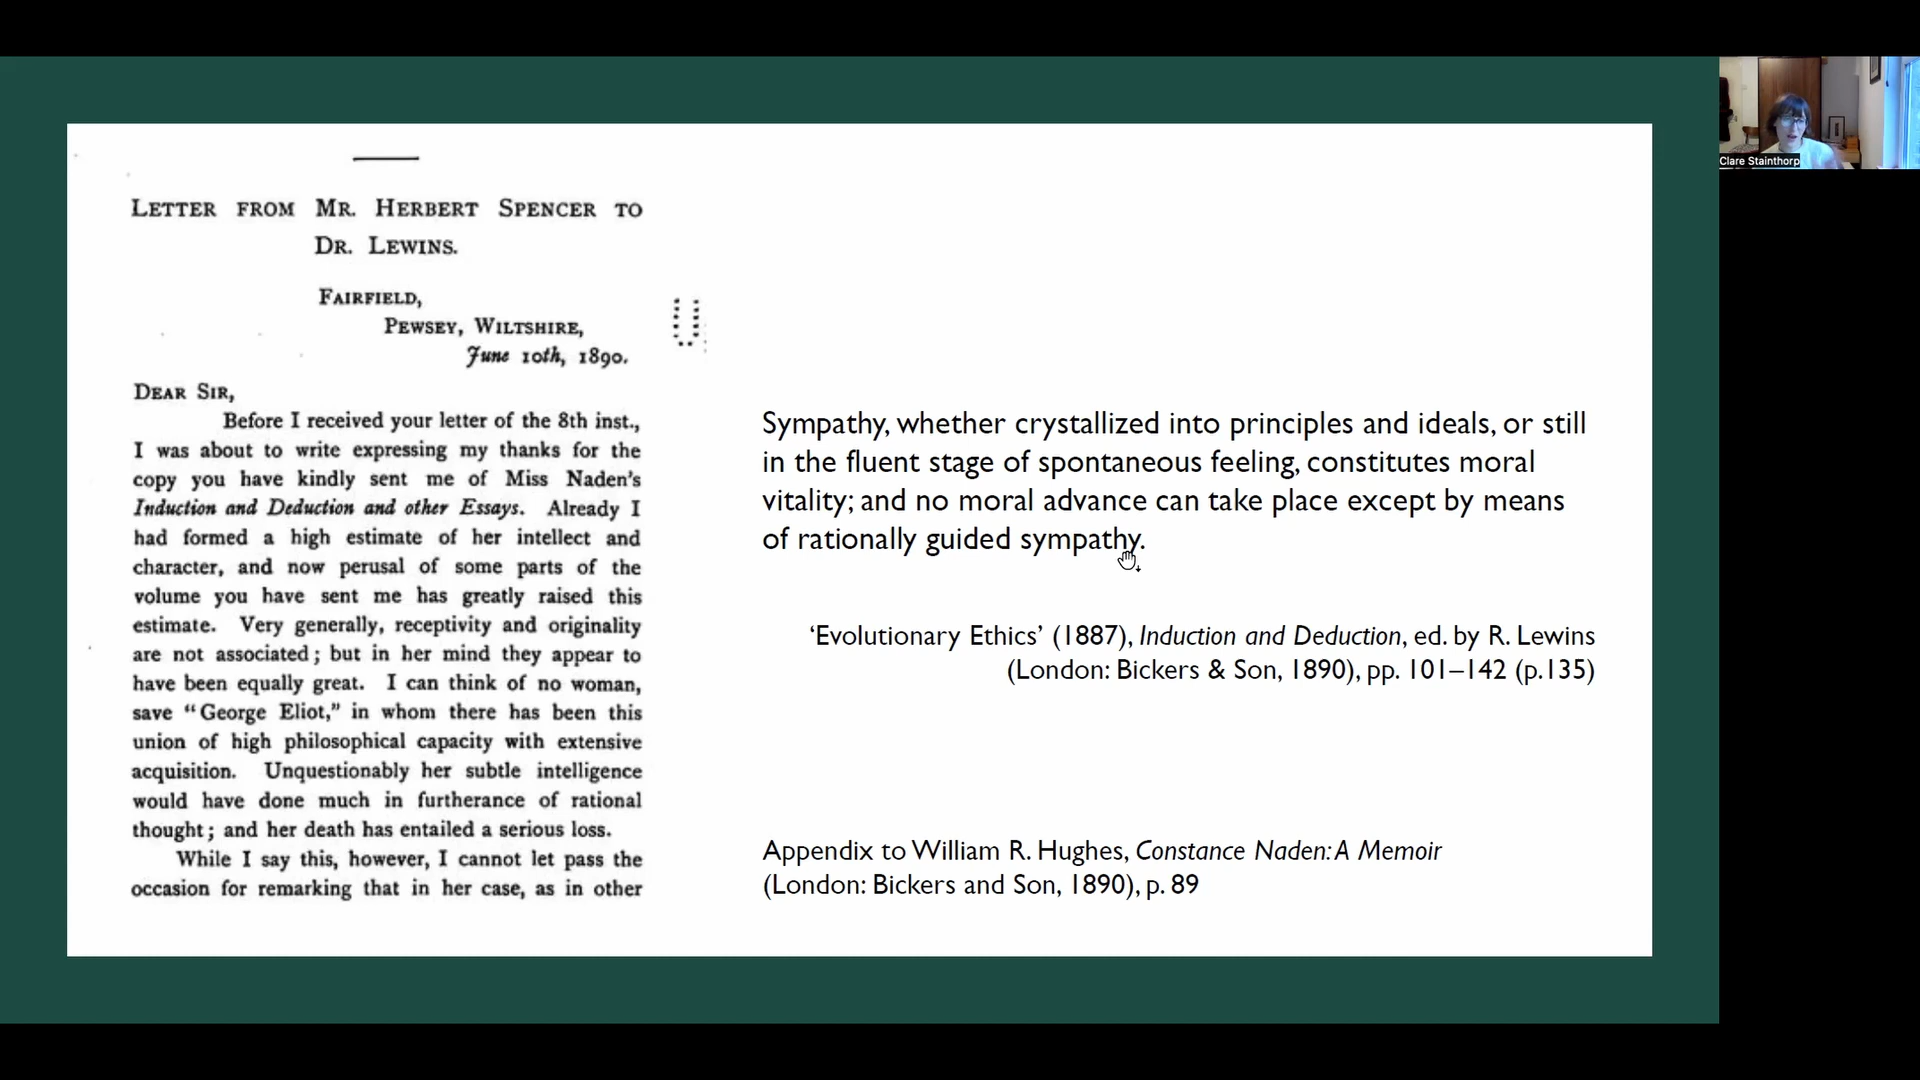 LETTER FROM MR. HERBERT SPENCER TO
DR. LEWINS.
FAIRFIELD,
PEWSEY, WILTSHIRE,
June 10th, 1890.
DEAR SIR,
Before I received your letter of the 8th inst.,
I was about to write expressing my thanks for the
copy you have kindly sent me of Miss Naden's
Induction and Deduction and other Essays. Already I
had formed a high estimate of her intellect and
character, and now perusal of some parts of the
volume you have sent me has greatly raised this
estimate. Very generally, receptivity and originality
are not associated; but in her mind they appear to
have been equally great. I can think of no woman,
save "George Eliot," in whom there has been this
union of high philosophical capacity with extensive
acquisition. Unquestionably her subtle intelligence
would have done much in furtherance of rational
thought; and her death has entailed a serious loss.
While I say this, however, I cannot let pass the
occasion for remarking that in her case, as in other
Sympathy, whether crystallized into principles and ideals, or still
in the fluent stage of spontaneous feeling, constitutes moral
vitality; and no moral advance can take place except by means
of rationally guided sympathy.
‘Evolutionary Ethics’ (1887), Induction and Deduction, ed. by R. Lewins
(London: Bickers & Son, 1890), pp. 101–142 (p.135)
Appendix to William R. Hughes, Constance Naden: A Memoir
(London: Bickers and Son, 1890), p. 89
Clare Stainthorp